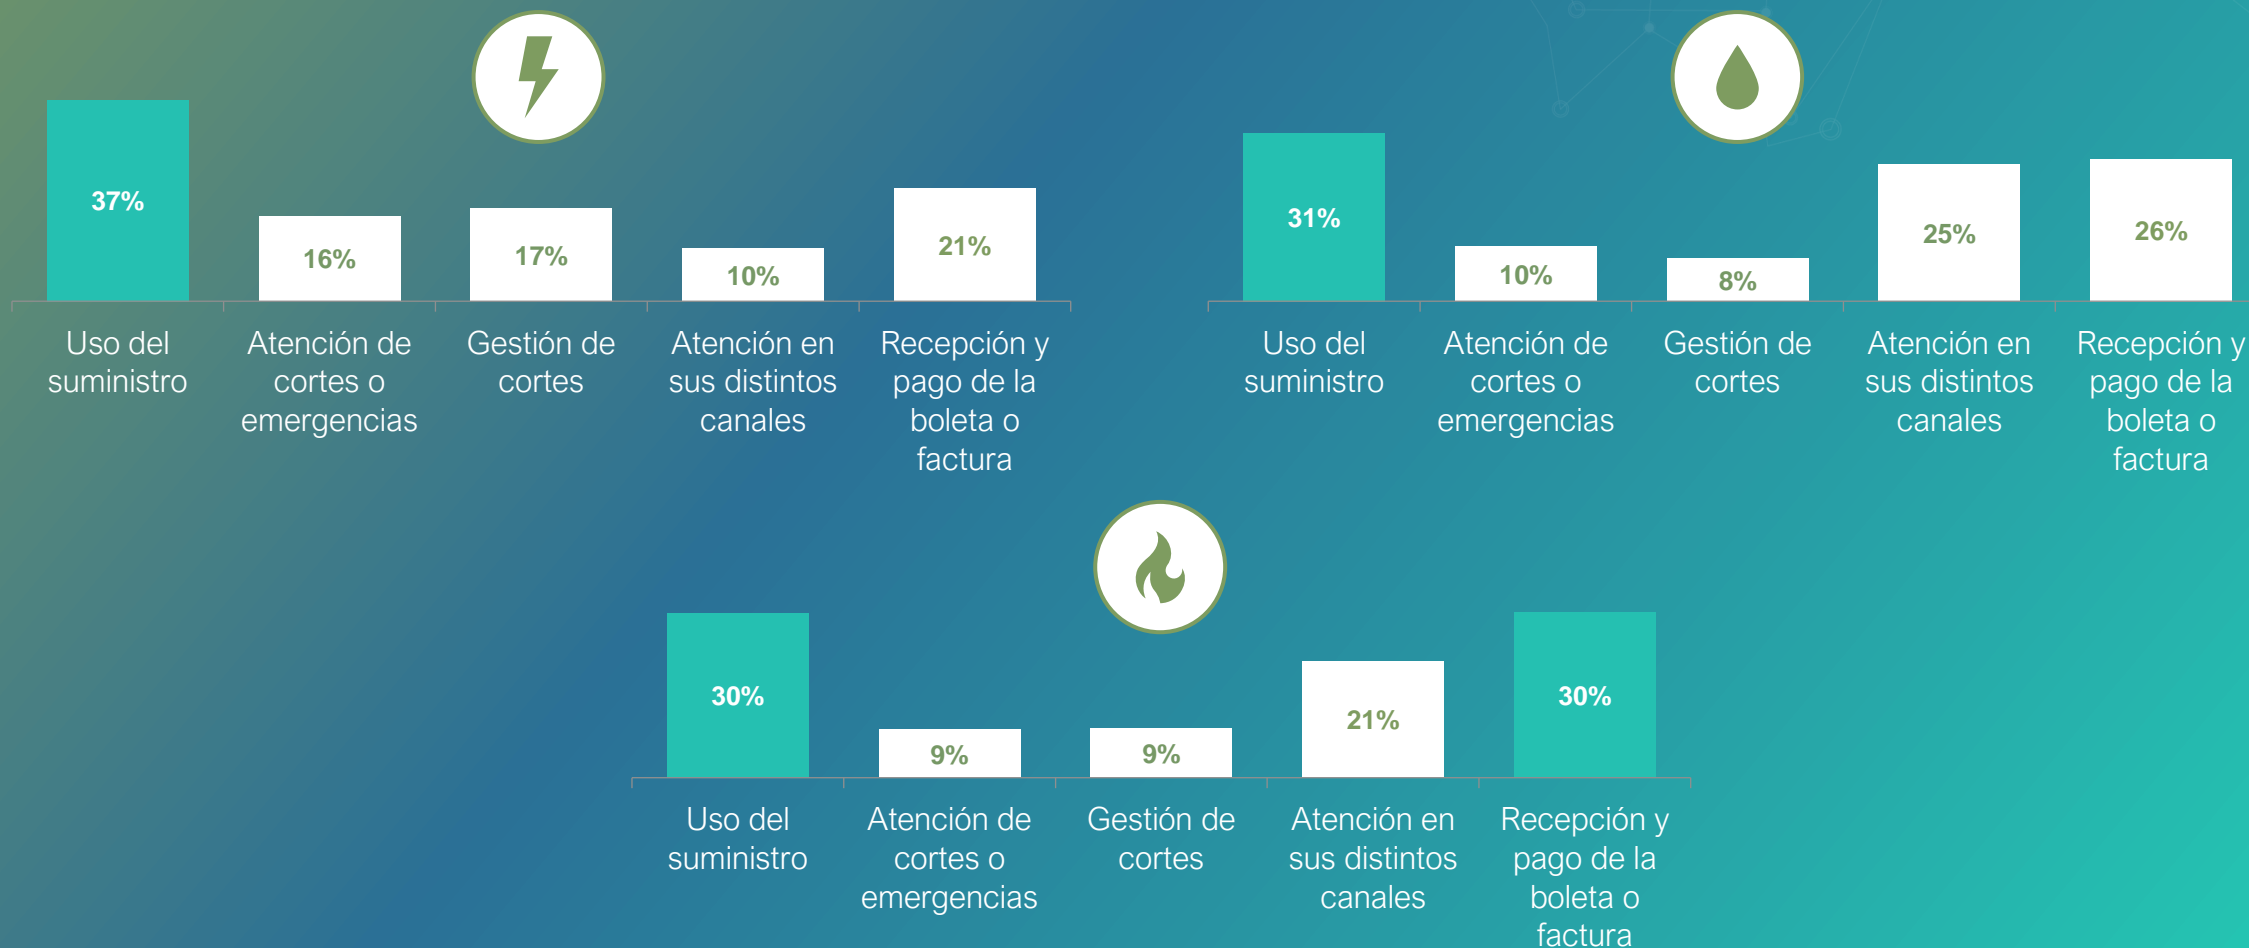 37%
16%
17%
10%
21%
Uso del
suministro
Atención de
cortes o
emergencias
Gestión de
cortes
Atención en
sus distintos
canales
Recepción y
pago de la
boleta o
factura
31%
10%
8%
25%
26%
Uso del
suministro
Atención de
cortes o
emergencias
Gestión de
cortes
Atención en
sus distintos
canales
Recepción y
pago de la
boleta o
factura
30%
9%
9%
21%
30%
Uso del
suministro
Atención de
cortes o
emergencias
Gestión de
cortes
Atención en
sus distintos
canales
Recepción y
pago de la
boleta o
factura